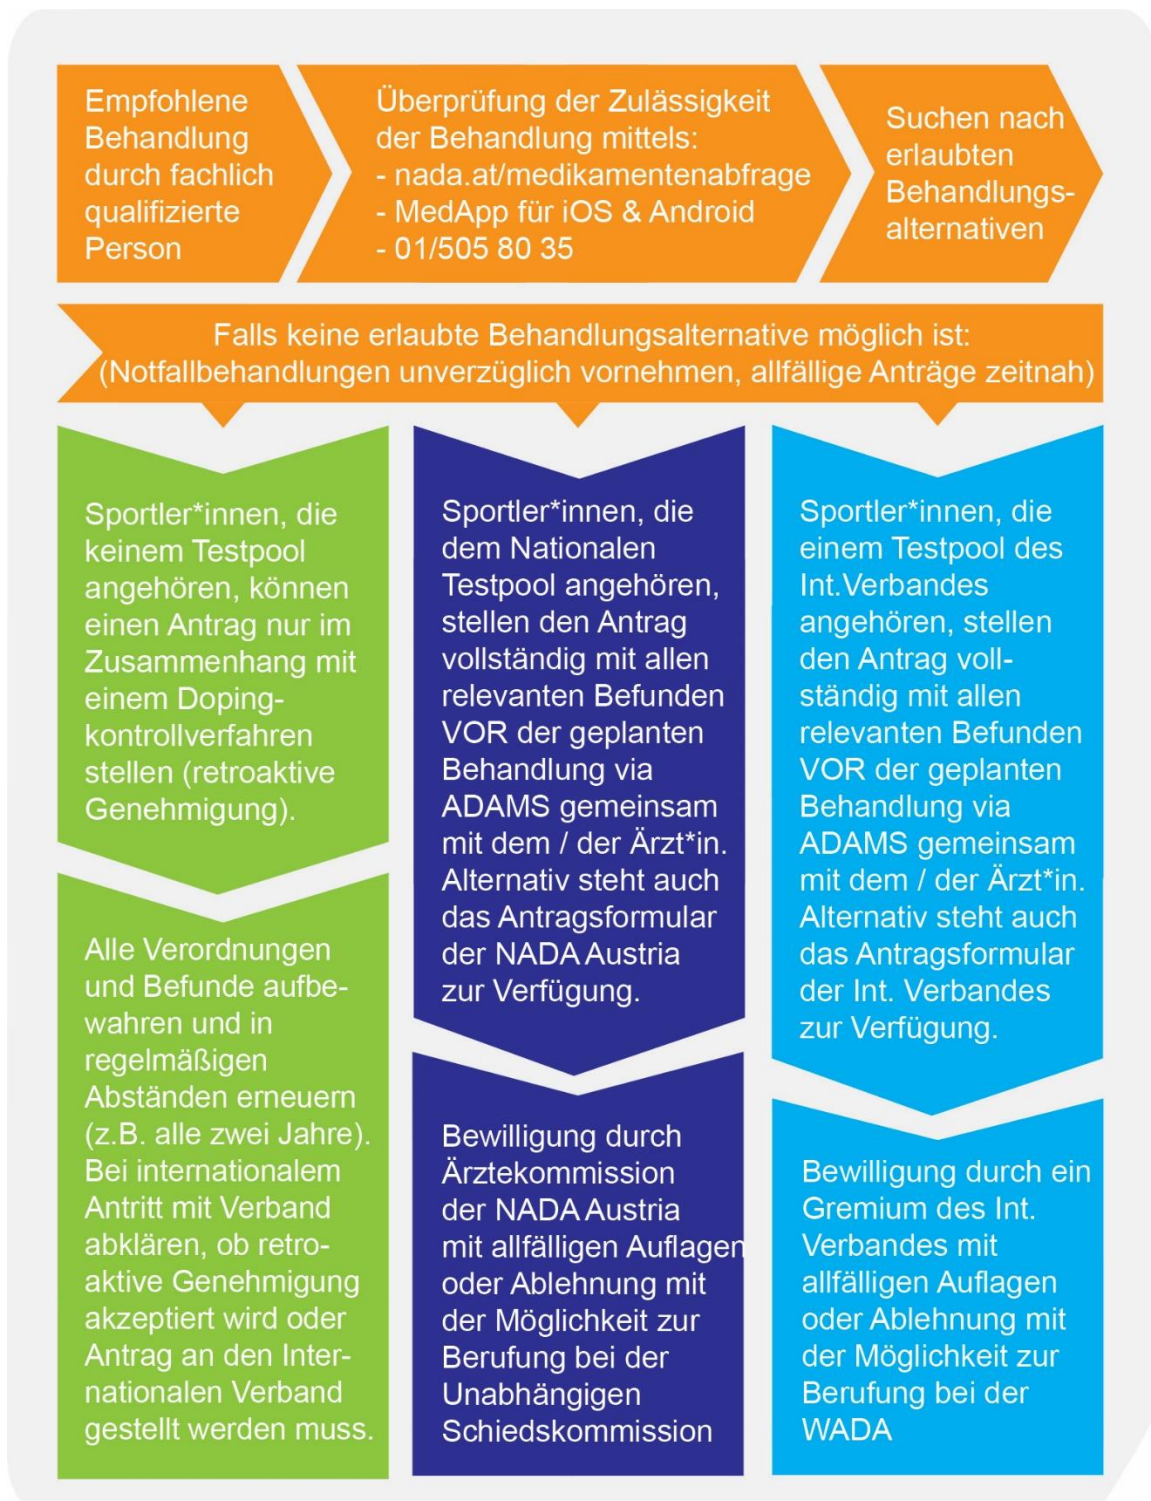 Empfohlene
Behandlung
durch fachlich
qualifizierte
Person
Überprüfung der Zulässigkeit
der Behandlung mittels:
- nada.at/medikamentenabfrage
- MedApp für iOS & Android
- 01/505 80 35
Suchen nach
erlaubten
Behandlungs-
alternativen
Falls keine erlaubte Behandlungsalternative möglich ist:
(Notfallbehandlungen unverzüglich vornehmen, allfällige Anträge zeitnah)
Sportler*innen, die
keinem Testpool
angehören, können
einen Antrag nur im
Zusammenhang mit
einem Doping-
kontrollverfahren
stellen (retroaktive
Genehmigung).
Alle Verordnungen
und Befunde aufbe-
wahren und in
regelmäßigen
Abständen erneuern
(z.B. alle zwei Jahre).
Bei internationalem
Antritt mit Verband
abklären, ob retro-
aktive Genehmigung
akzeptiert wird oder
Antrag an den Inter-
nationalen Verband
gestellt werden muss.
Sportler*innen, die
dem Nationalen
Testpool angehören,
stellen den Antrag
vollständig mit allen
relevanten Befunden
VOR der geplanten
Behandlung via
ADAMS gemeinsam
mit dem / der Ärzt*in.
Alternativ steht auch
das Antragsformular
der NADA Austria
zur Verfügung.
Bewilligung durch
Ärztekommission
der NADA Austria
mit allfälligen Auflagen
oder Ablehnung mit
der Möglichkeit zur
Berufung bei der
Unabhängigen
Schiedskommission
Sportler*innen, die
einem Testpool des
Int.Verbandes
angehören, stellen
den Antrag voll-
ständig mit allen
relevanten Befunden
VOR der geplanten
Behandlung via
ADAMS gemeinsam
mit dem / der Ärzt*in.
Alternativ steht auch
das Antragsformular
der Int. Verbandes
zur Verfügung.
Bewilligung durch ein
Gremium des Int.
Verbandes mit
allfälligen Auflagen
oder Ablehnung mit
der Möglichkeit zur
Berufung bei der
WADA